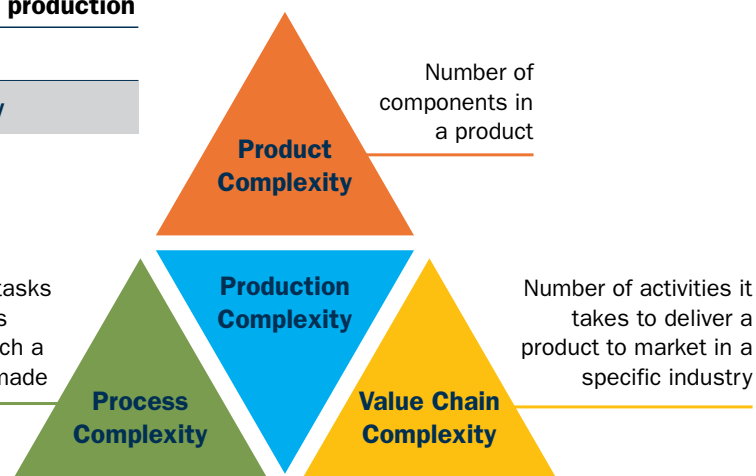 production
y
Number of
components in
a product
Product
Complexity
Production
Complexity
tasks
s
ch a
made
Process
Complexity
Number of activities it
takes to deliver a
product to market in a
specific industry
Value Chain
Complexity